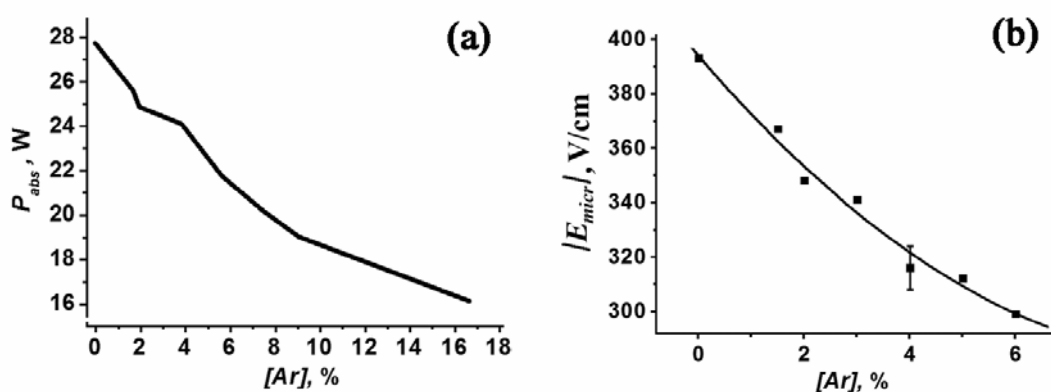 (a)
28
26
24
22
20
18
16
P_abs, W
0 2 4 6 8 10 12 14 16 18
[Ar], %
(b)
400
380
360
340
320
300
|E_micr|, V/cm
0 2 4 6
[Ar], %